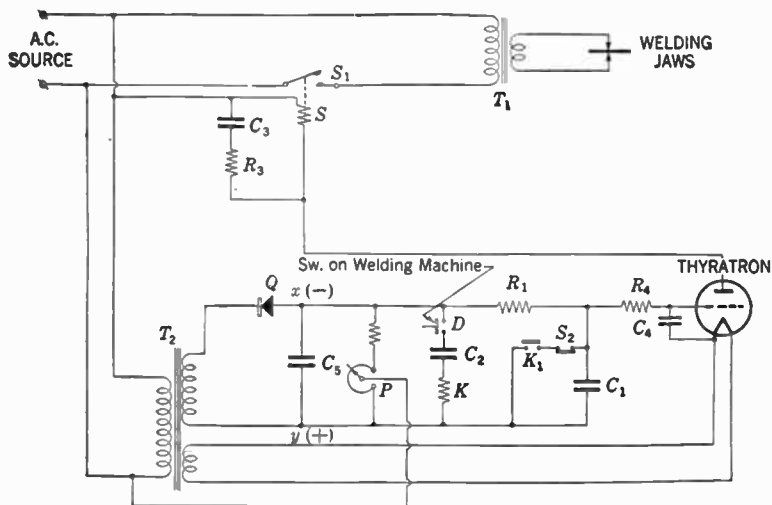 A.C.
SOURCE
WELDING
JAWS
T1
S1
S
C3
R3
Sw. on Welding Machine
THYRATRON
Q
x (−)
D
R1
R4
C4
T2
C5
P
C2
K
K1
S2
C1
y (+)